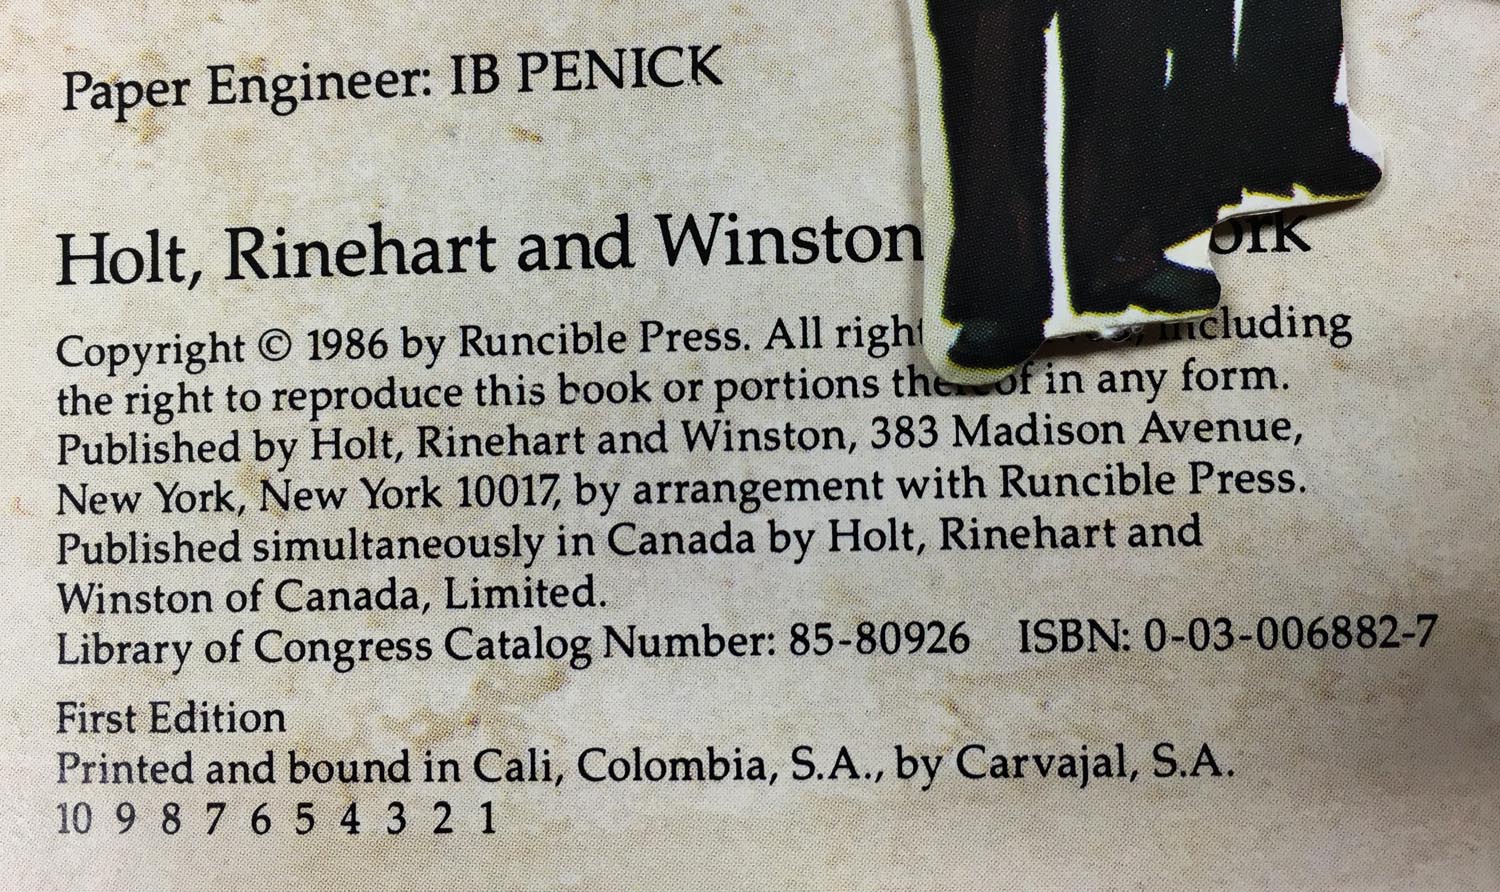 Paper Engineer: IB PENICK
Holt, Rinehart and Winston
Copyright © 1986 by Runcible Press. All including
the right to reproduce this book or portions thereof in any form.
Published by Holt, Rinehart and Winston, 383 Madison Avenue,
New York, New York 10017, by arrangement with Runcible Press.
Published simultaneously in Canada by Holt, Rinehart and
Winston of Canada, Limited.
Library of Congress Catalog Number: 85-80926 ISBN: 0-03-006882-7
First Edition
Printed and bound in Cali, Colombia, S.A., by Carvajal, S.A.
10 9 8 7 6 5 4 3 2 1